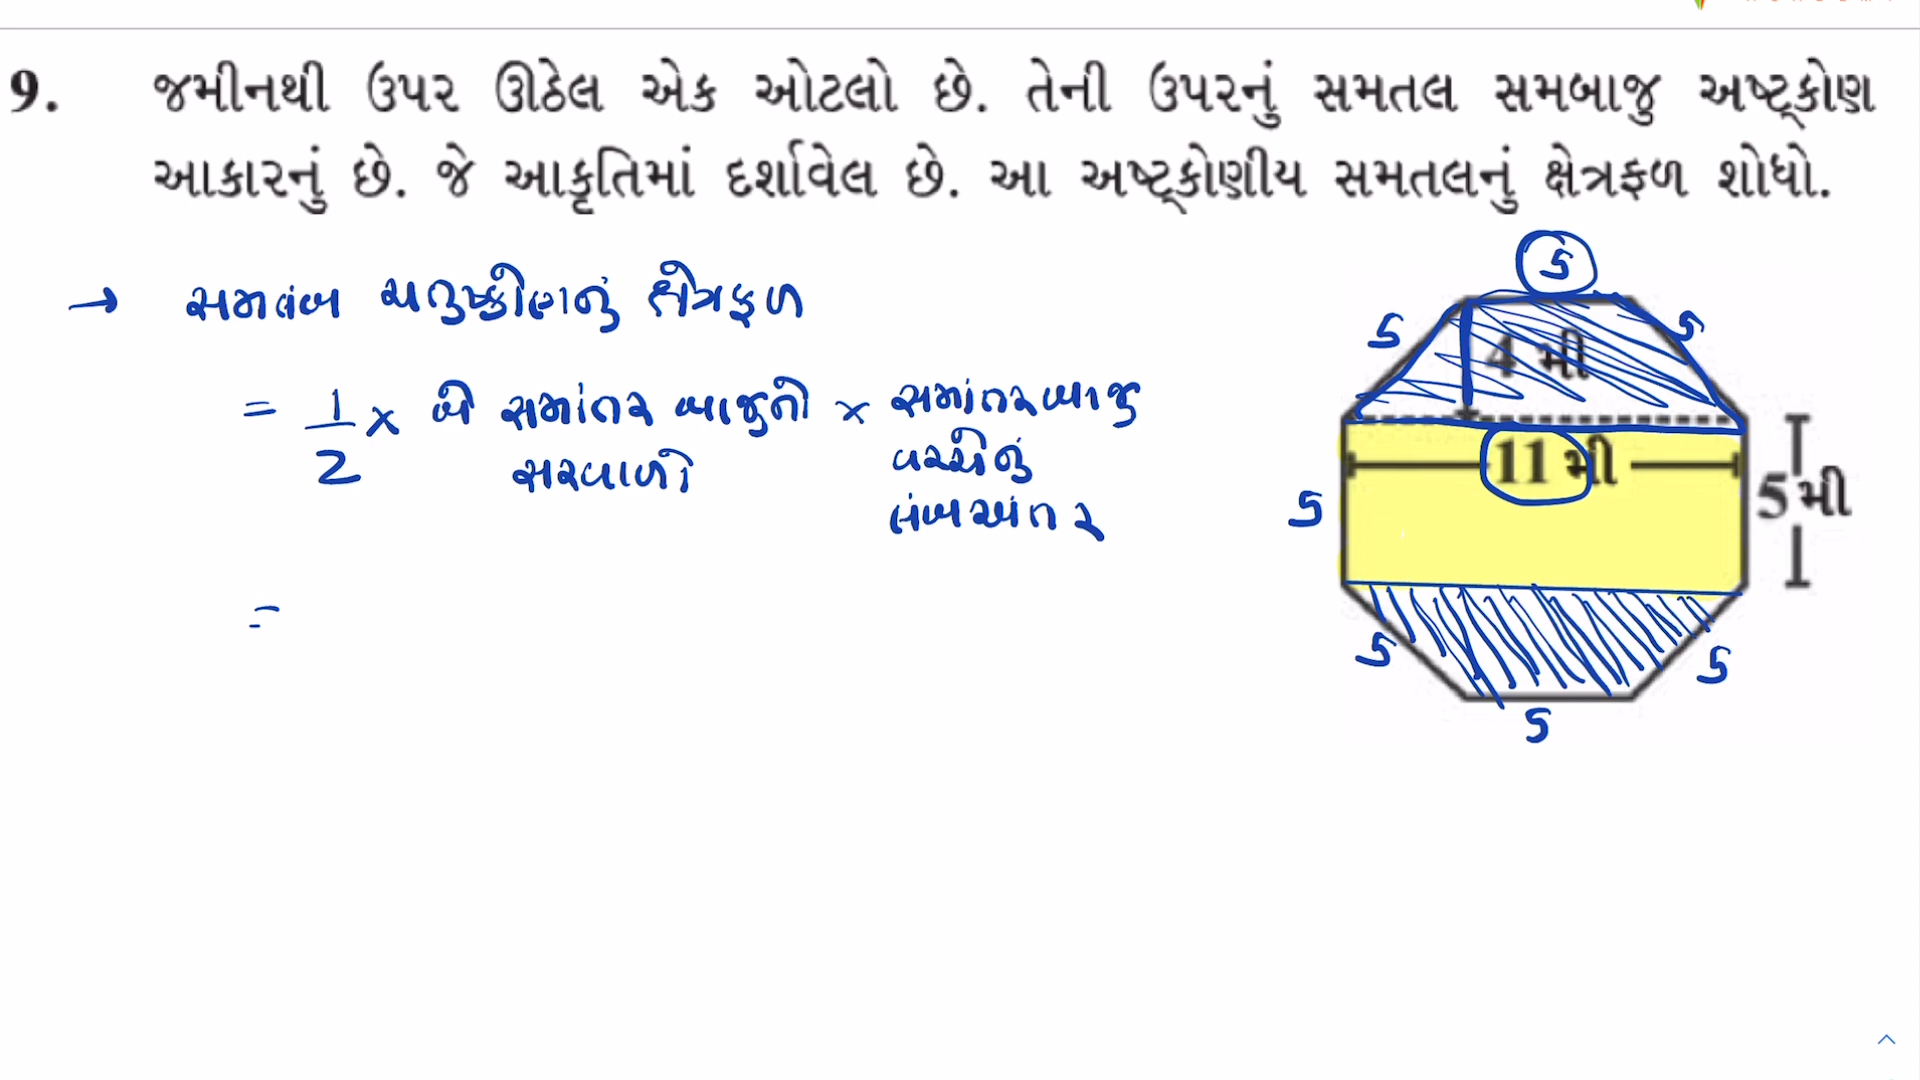 9. જમીનથી ઉપર ઊઠેલ એક ઓટલો છે. તેની ઉપરનું સમતલ સમબાજુ અષ્ટ્કોણ
આકારનું છે. જે આકૃતિમાં દર્શાવેલ છે. આ અષ્ટ્કોણીય સમતલનું ક્ષેત્રફળ શોધો.
→ સમલંબ ચતુષ્કોણનું ક્ષેત્રફળ
= 1/2 × બે સમાંતર બાજુનો × સમાંતર બાજુ
સરવાળો વચ્ચેનું
લંબઅંતર
=
5
5 5
4 મી
11 મી
5 5 મી
5 5
5